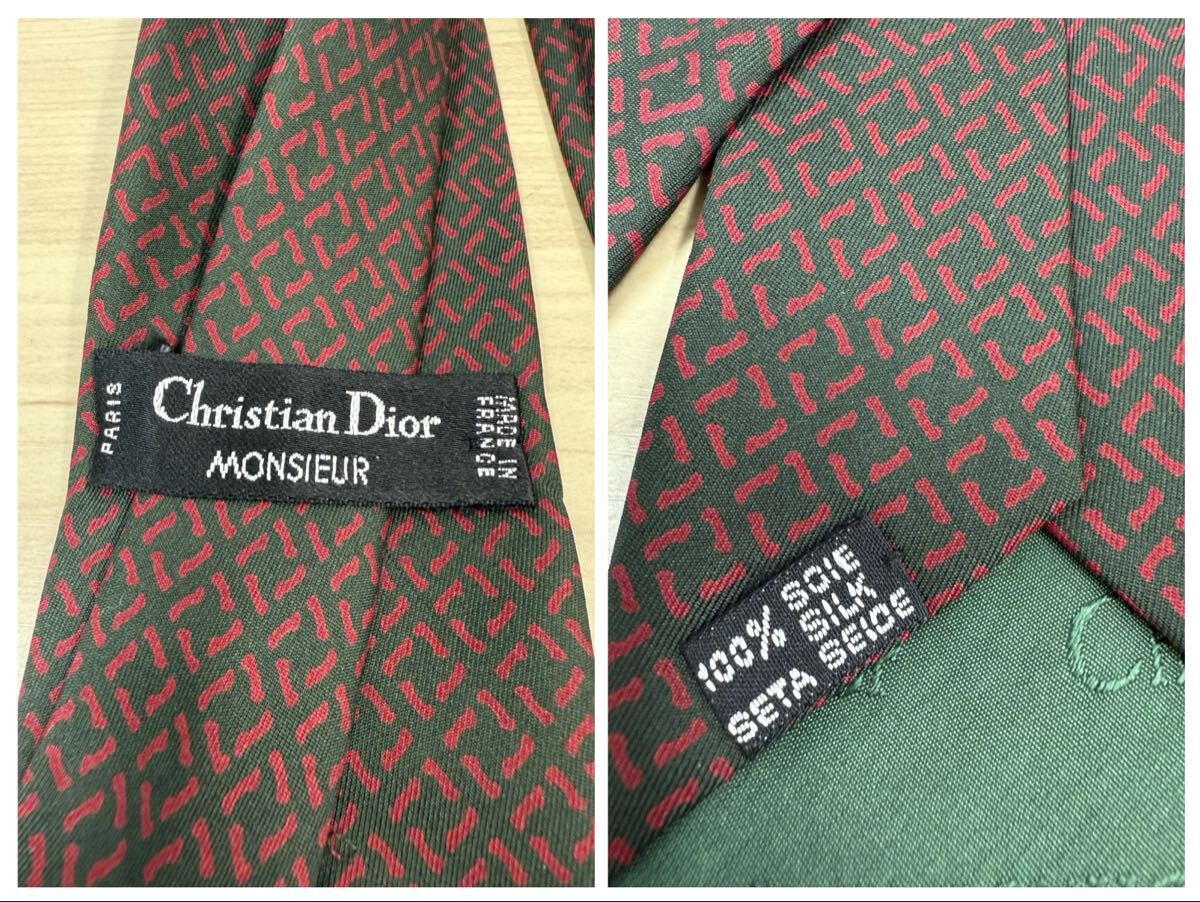 PARIS
Christian Dior
MONSIEUR
MADE IN
FRANCE
100% SOIE
SILK
SETA SEIDE